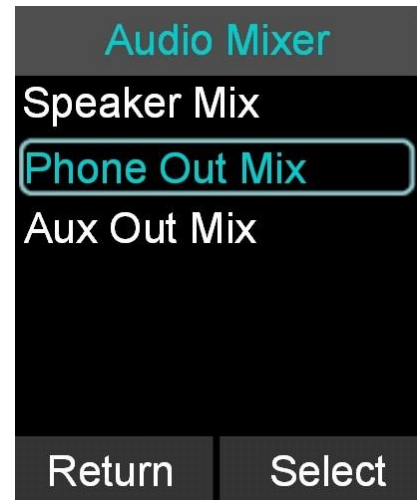 Audio Mixer
Speaker Mix
Phone Out Mix
Aux Out Mix
Return Select